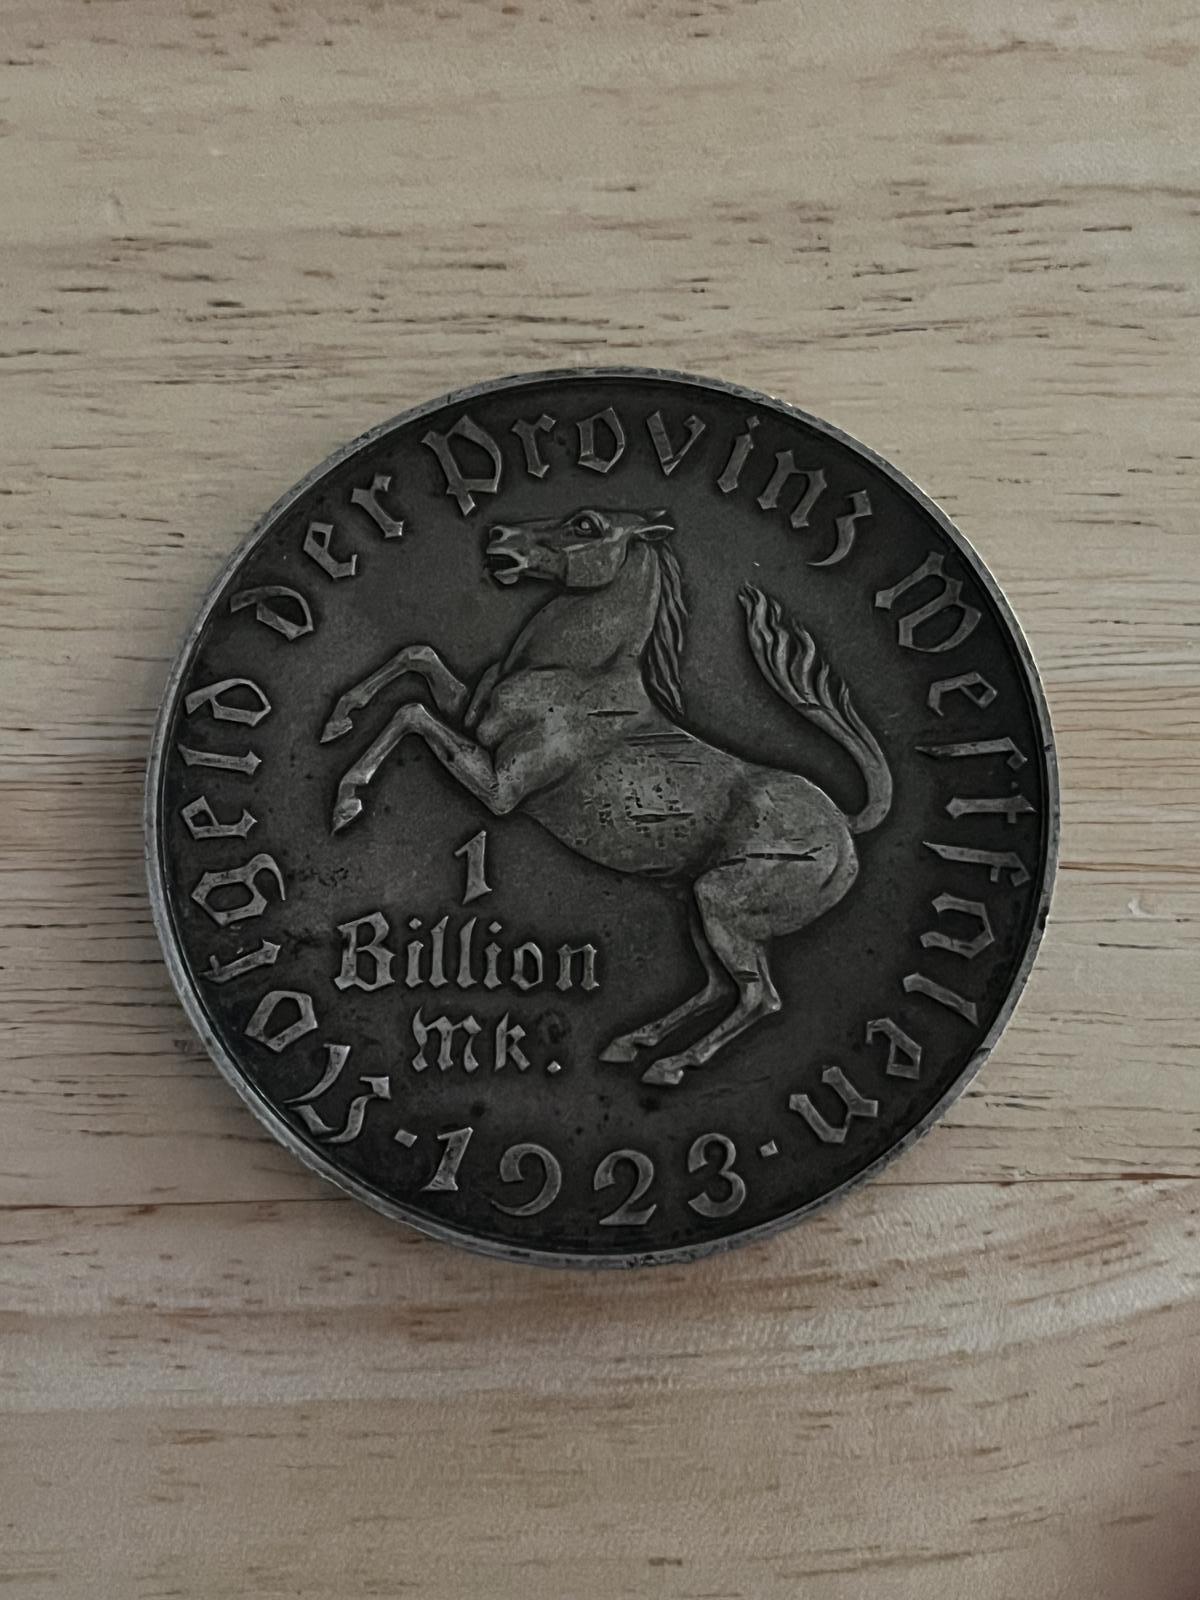 Notgeld der Provinz Westfalen
1
Billion
Mk.
·1923·